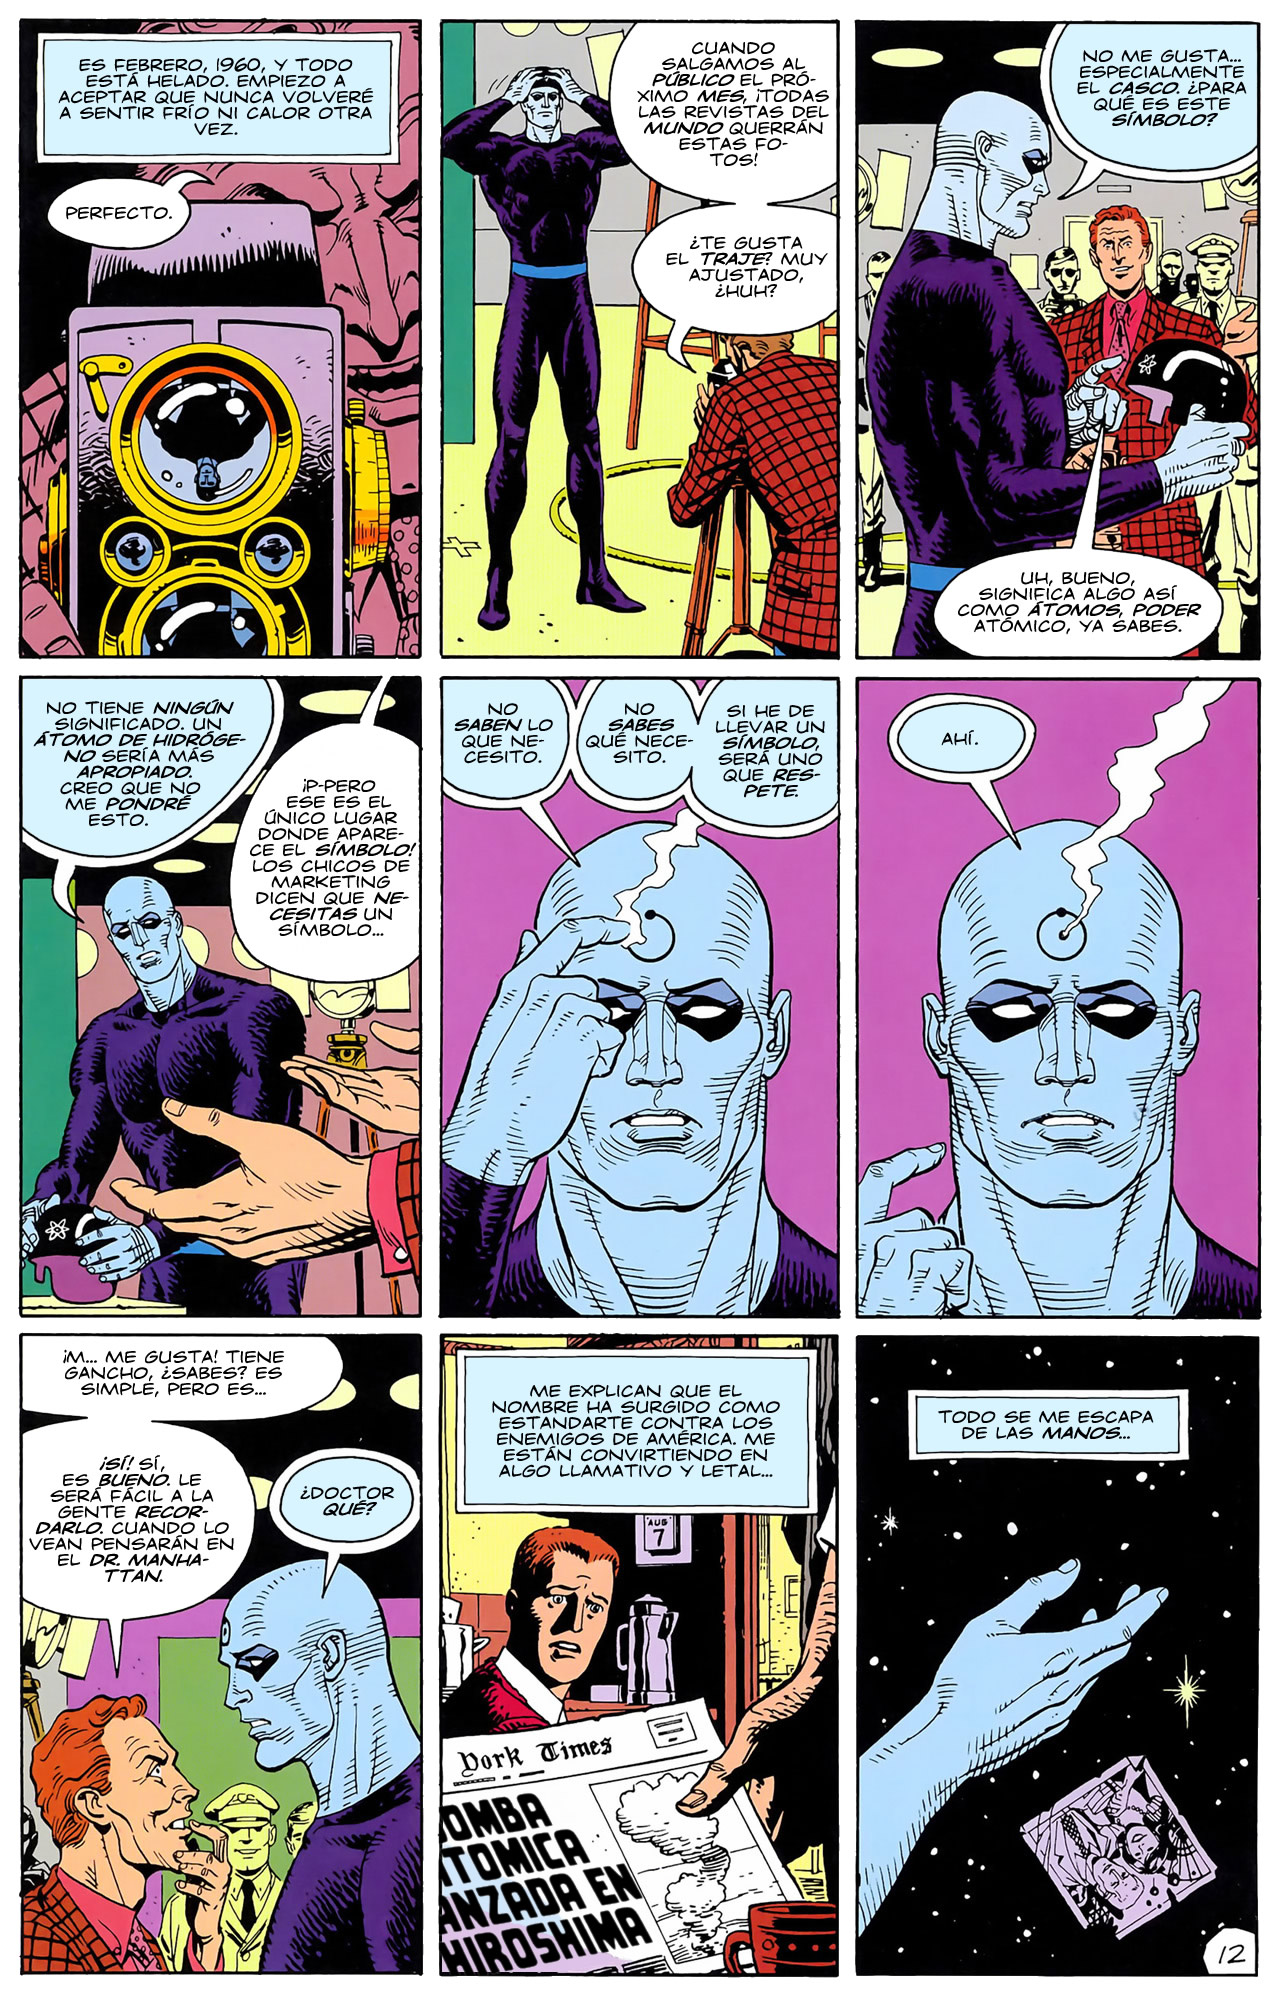 ES FEBRERO, 1960, Y TODO
ESTÁ HELADO. EMPIEZO A
ACEPTAR QUE NUNCA VOLVERÉ
A SENTIR FRÍO NI CALOR OTRA
VEZ.
PERFECTO.
CUANDO
SALGAMOS AL
PÚBLICO EL PRÓ-
XIMO MES, ¡TODAS
LAS REVISTAS DEL
MUNDO QUERRÁN
ESTAS FO-
TOS!
¿TE GUSTA
EL TRAJE? MUY
AJUSTADO,
¿HUH?
NO ME GUSTA...
ESPECIALMENTE
EL CASCO. ¿PARA
QUÉ ES ESTE
SÍMBOLO?
UH, BUENO,
SIGNIFICA ALGO ASÍ
COMO ÁTOMOS, PODER
ATÓMICO, YA SABES.
NO TIENE NINGÚN
SIGNIFICADO. UN
ÁTOMO DE HIDRÓGE-
NO SERÍA MÁS
APROPIADO.
CREO QUE NO
ME PONDRÉ
ESTO.
¡P-PERO
ESE ES EL
ÚNICO LUGAR
DONDE APARE-
CE EL SÍMBOLO!
LOS CHICOS DE
MARKETING
DICEN QUE NE-
CESITAS UN
SÍMBOLO...
NO
SABEN LO
QUE NE-
CESITO.
NO
SABES
QUÉ NECE-
SITO.
SI HE DE
LLEVAR UN
SÍMBOLO,
SERÁ UNO
QUE RES-
PETE.
AHÍ.
¡M... ME GUSTA! TIENE
GANCHO, ¿SABES? ES
SIMPLE, PERO ES...
¡SÍ! SÍ,
ES BUENO. LE
SERÁ FÁCIL A LA
GENTE RECOR-
DARLO. CUANDO LO
VEAN PENSARÁN EN
EL DR. MANHA-
TTAN.
¿DOCTOR
QUÉ?
ME EXPLICAN QUE EL
NOMBRE HA SURGIDO COMO
ESTANDARTE CONTRA LOS
ENEMIGOS DE AMÉRICA. ME
ESTÁN CONVIRTIENDO EN
ALGO LLAMATIVO Y LETAL...
AUG
7
York Times
OMBA
ATOMICA
ANZADA EN
HIROSHIMA
TODO SE ME ESCAPA
DE LAS MANOS...
12